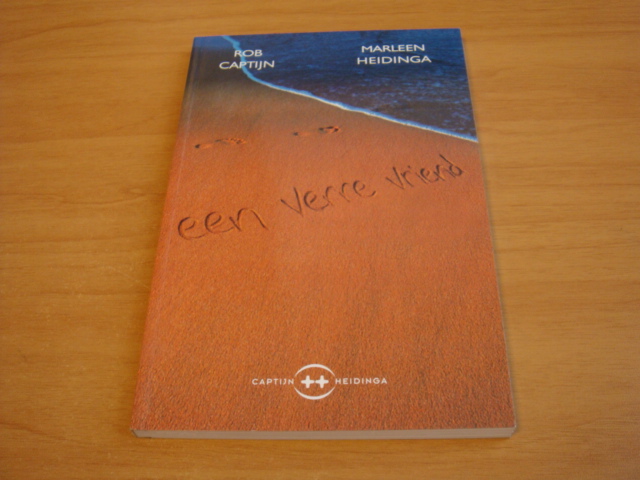 ROB
CAPTIJN
MARLEEN
HEIDINGA
een verre vriend
CAPTIJN ++ HEIDINGA